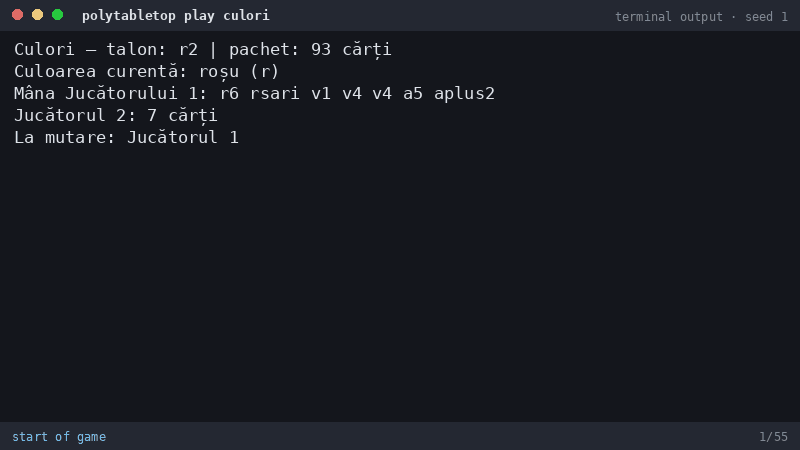 polytabletop play culori
terminal output · seed 1
Culori — talon: r2 | pachet: 93 cărți
Culoarea curentă: roșu (r)
Mâna Jucătorului 1: r6 rsari v1 v4 v4 a5 aplus2
Jucătorul 2: 7 cărți
La mutare: Jucătorul 1
start of game
1/55